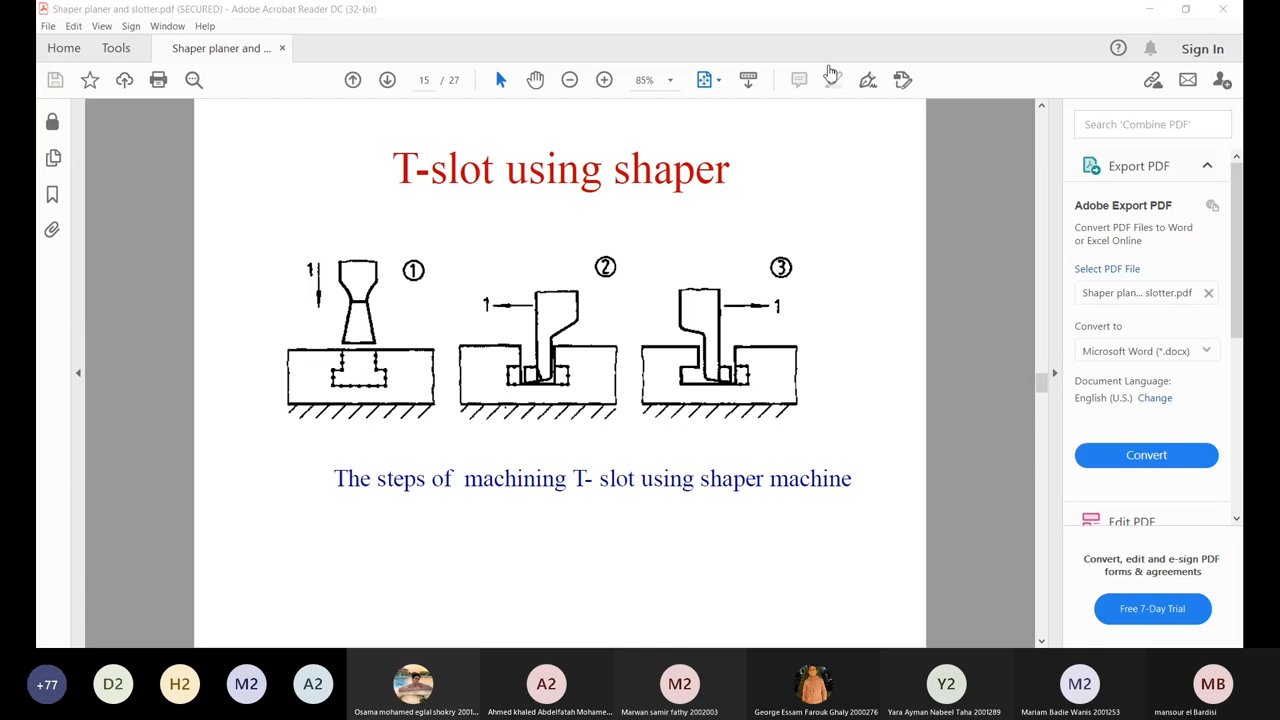 Shaper planer and slotter.pdf (SECURED) - Adobe Acrobat Reader DC (32-bit)
File Edit View Sign Window Help
Home Tools Shaper planer and ... × Sign In
15 / 27 85%
T-slot using shaper
1 1
2 1
3 1
The steps of machining T- slot using shaper machine
Search 'Combine PDF'
Export PDF
Adobe Export PDF
Convert PDF Files to Word
or Excel Online
Select PDF File
Shaper plan... slotter.pdf
Convert to
Microsoft Word (*.docx)
Document Language:
English (U.S.) Change
Convert
Edit PDF
Convert, edit and e-sign PDF
forms & agreements
Free 7-Day Trial
+77 D2 H2 M2 A2 A2 M2 Y2 M2 MB
Osama mohamed eglal shokry 2001... Ahmed khaled Abdelfatah Mohame... Marwan samir fathy 2002003 George Essam Farouk Ghaly 2000276 Yara Ayman Nabeel Taha 2001289 Mariam Badie Wanis 2001253 mansour el Bardisi